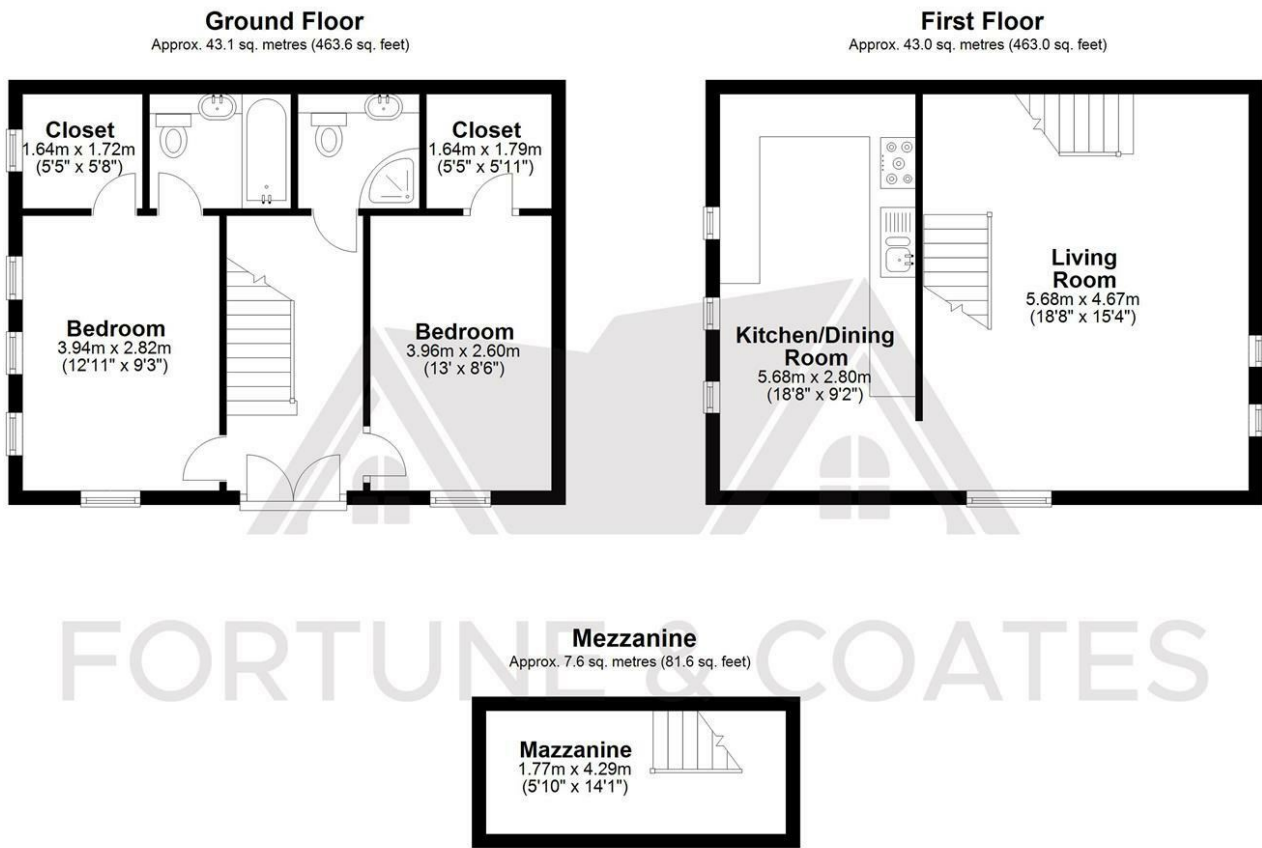 Ground Floor
Approx. 43.1 sq. metres (463.6 sq. feet)
Closet
1.64m x 1.72m
(5'5" x 5'8")
Closet
1.64m x 1.79m
(5'5" x 5'11")
Bedroom
3.94m x 2.82m
(12'11" x 9'3")
Bedroom
3.96m x 2.60m
(13' x 8'6")
First Floor
Approx. 43.0 sq. metres (463.0 sq. feet)
Living
Room
5.68m x 4.67m
(18'8" x 15'4")
Kitchen/Dining
Room
5.68m x 2.80m
(18'8" x 9'2")
FORTUNE & COATES
Mezzanine
Approx. 7.6 sq. metres (81.6 sq. feet)
Mazzanine
1.77m x 4.29m
(5'10" x 14'1")